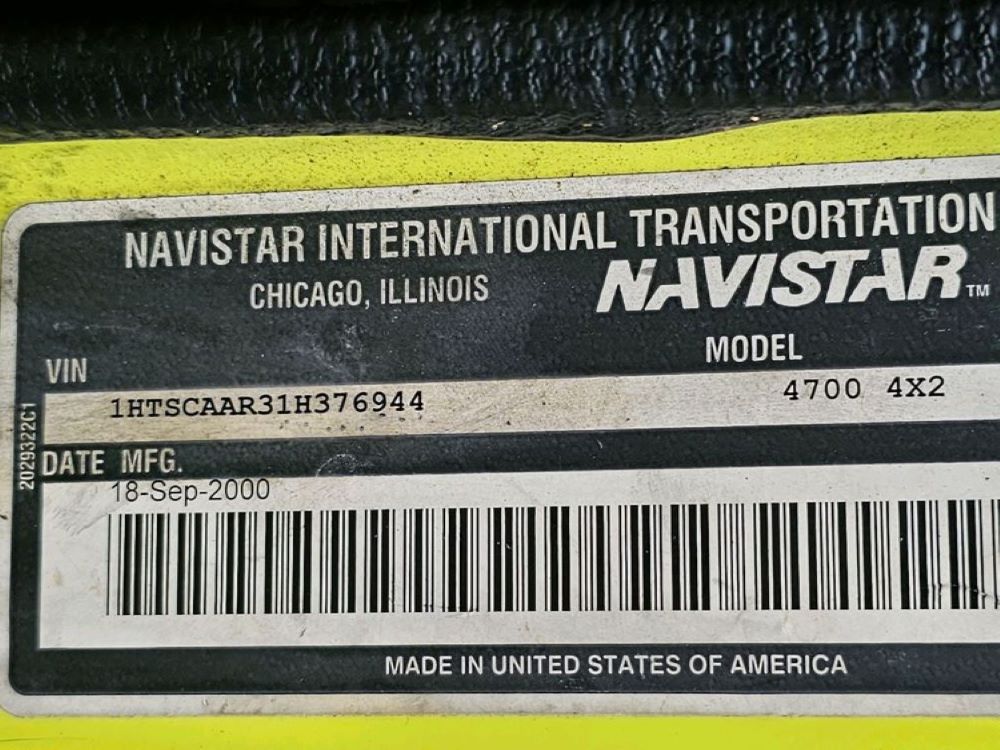 NAVISTAR INTERNATIONAL TRANSPORTATION
CHICAGO, ILLINOIS
NAVISTAR™
VIN
MODEL
1HTSCAAR31H376944
4700 4X2
2029322C1
DATE MFG.
18-Sep-2000
MADE IN UNITED STATES OF AMERICA